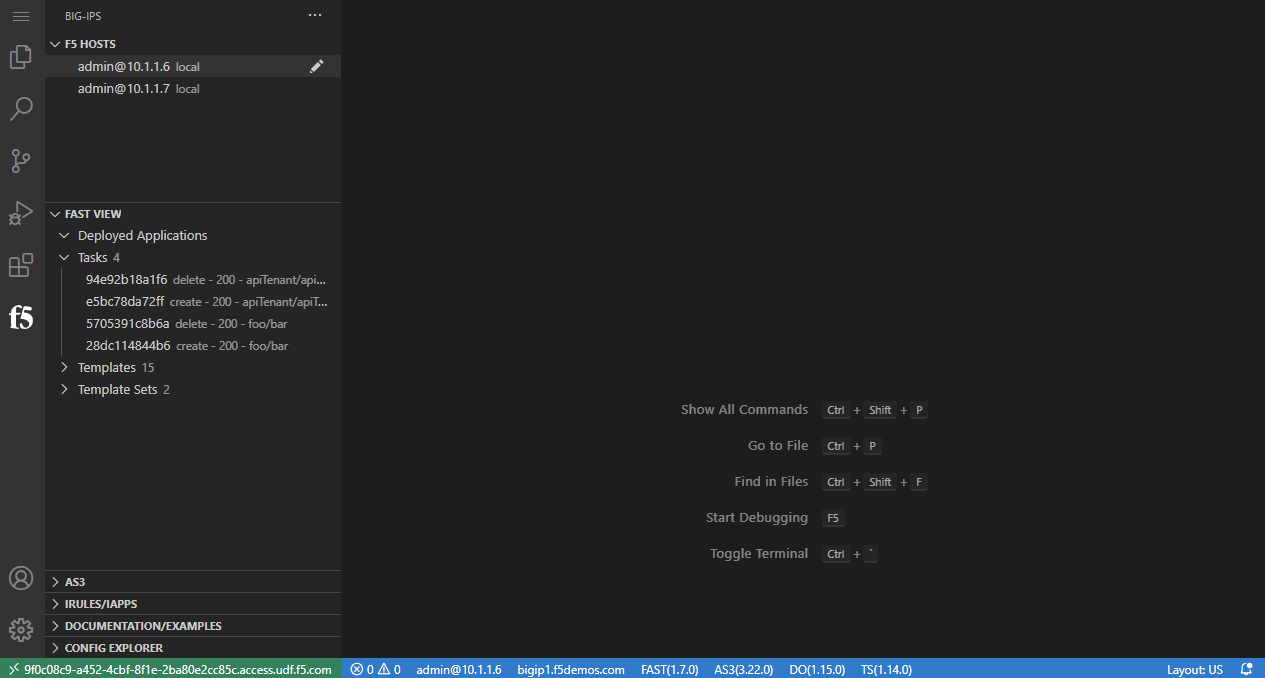 BIG-IPS
F5 HOSTS
admin@10.1.1.6 local
admin@10.1.1.7 local
FAST VIEW
Deployed Applications
Tasks 4
94e92b18a1f6 delete - 200 - apiTenant/api...
e5bc78da72ff create - 200 - apiTenant/apiT...
5705391c8b6a delete - 200 - foo/bar
28dc114844b6 create - 200 - foo/bar
Templates 15
Template Sets 2
f5
AS3
IRULES/IAPPS
DOCUMENTATION/EXAMPLES
CONFIG EXPLORER
Show All Commands Ctrl + Shift + P
Go to File Ctrl + P
Find in Files Ctrl + Shift + F
Start Debugging F5
Toggle Terminal Ctrl + `
9f0c08c9-a452-4cbf-8f1e-2ba80e2cc85c.access.udf.f5.com 0 0 admin@10.1.1.6 bigip1.f5demos.com FAST(1.7.0) AS3(3.22.0) DO(1.15.0) TS(1.14.0) Layout: US